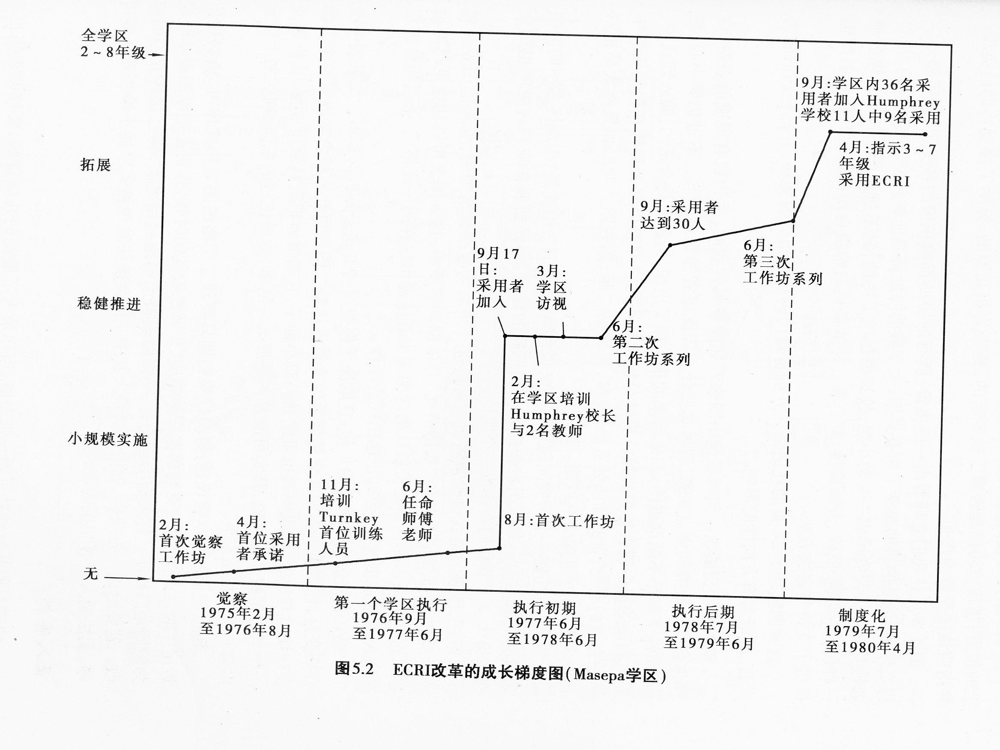 全学区
2～8年级
拓展
稳健推进
小规模实施
无
2月:
首次觉察
工作坊
4月:
首位采用
者承诺
11月:
培训
Turnkey
首位训练
人员
6月:
任命
师傅
老师
9月17
日:
采用者
加入
3月:
学区
访视
2月:
在学区培训
Humphrey校长
与2名教师
8月:首次工作坊
6月:
第二次
工作坊系列
9月:采用者
达到30人
6月:
第三次
工作坊系列
9月:学区内36名采
用者加入Humphrey
学校11人中9名采用
4月:指示3～7
年级
采用ECRI
觉察
1975年2月
至1976年8月
第一个学区执行
1976年9月
至1977年6月
执行初期
1977年6月
至1978年6月
执行后期
1978年7月
至1979年6月
制度化
1979年7月
至1980年4月
图5.2 ECRI改革的成长梯度图(Masepa学区)